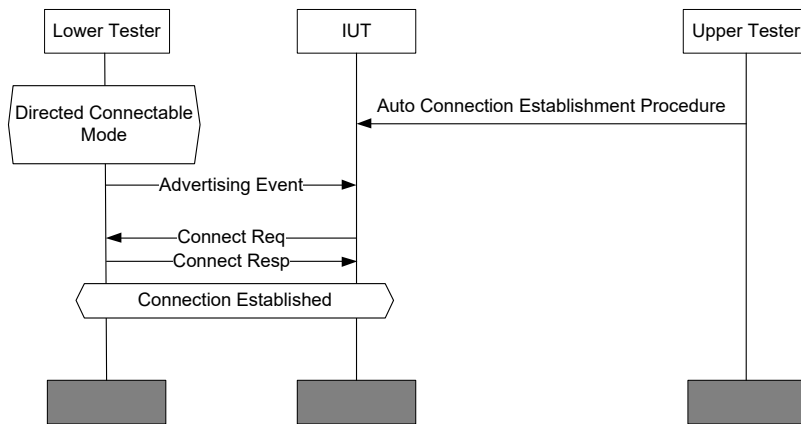 Lower Tester
IUT
Upper Tester
Directed Connectable
Mode
Auto Connection Establishment Procedure
Advertising Event
Connect Req
Connect Resp
Connection Established